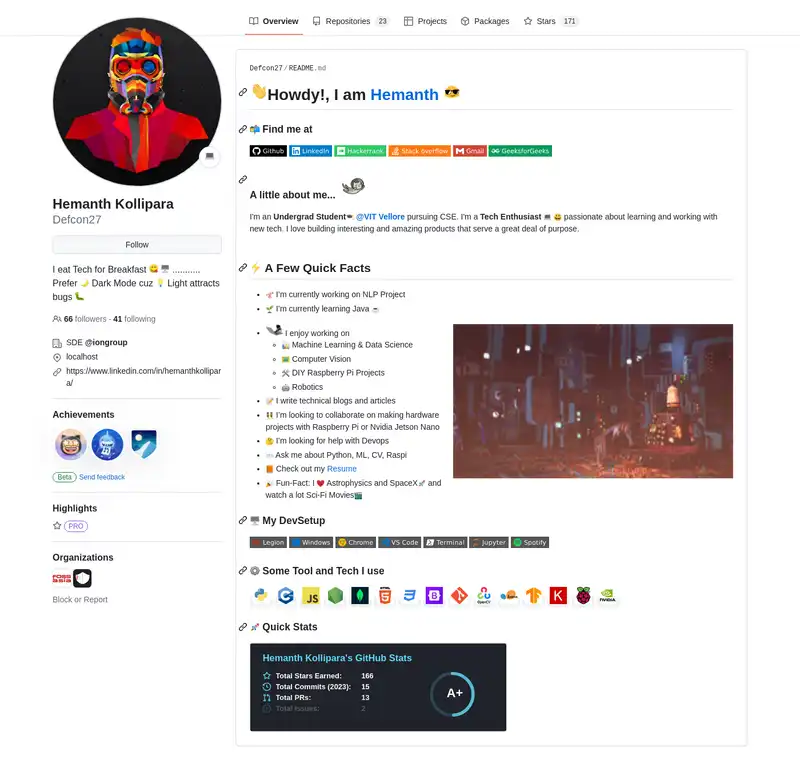 Overview Repositories 23 Projects Packages Stars 171
Hemanth Kollipara
Defcon27
Follow
I eat Tech for Breakfast 😋 🖥️ ...........
Prefer 🌙 Dark Mode cuz 💡 Light attracts
bugs 🐛
66 followers · 41 following
SDE @iongroup
localhost
https://www.linkedin.com/in/hemanthkollipar
a/
Achievements
Beta Send feedback
Highlights
PRO
Organizations
Block or Report
Defcon27 / README.md
👋Howdy!, I am Hemanth 😎
📬 Find me at
Github LinkedIn Hackerrank Stack overflow Gmail GeeksforGeeks
A little about me...
I'm an Undergrad Student @VIT Vellore pursuing CSE. I'm a Tech Enthusiast 💻 😃 passionate about learning and working with
new tech. I love building interesting and amazing products that serve a great deal of purpose.
⚡ A Few Quick Facts
I'm currently working on NLP Project
🌱 I'm currently learning Java ☕
I enjoy working on
Machine Learning & Data Science
Computer Vision
🛠️ DIY Raspberry Pi Projects
🤖 Robotics
📝 I write technical blogs and articles
👯 I'm looking to collaborate on making hardware
projects with Raspberry Pi or Nvidia Jetson Nano
🤔 I'm looking for help with Devops
Ask me about Python, ML, CV, Raspi
📙 Check out my Resume
🎉 Fun-Fact: I ❤️ Astrophysics and SpaceX🚀 and
watch a lot Sci-Fi Movies🎬
🖥️ My DevSetup
Legion Windows Chrome VS Code Terminal Jupyter Spotify
⚙️ Some Tool and Tech I use
JS OpenCV NVIDIA
🚀 Quick Stats
Hemanth Kollipara's GitHub Stats
Total Stars Earned: 166
Total Commits (2023): 15
Total PRs: 13
Total Issues: 2
A+